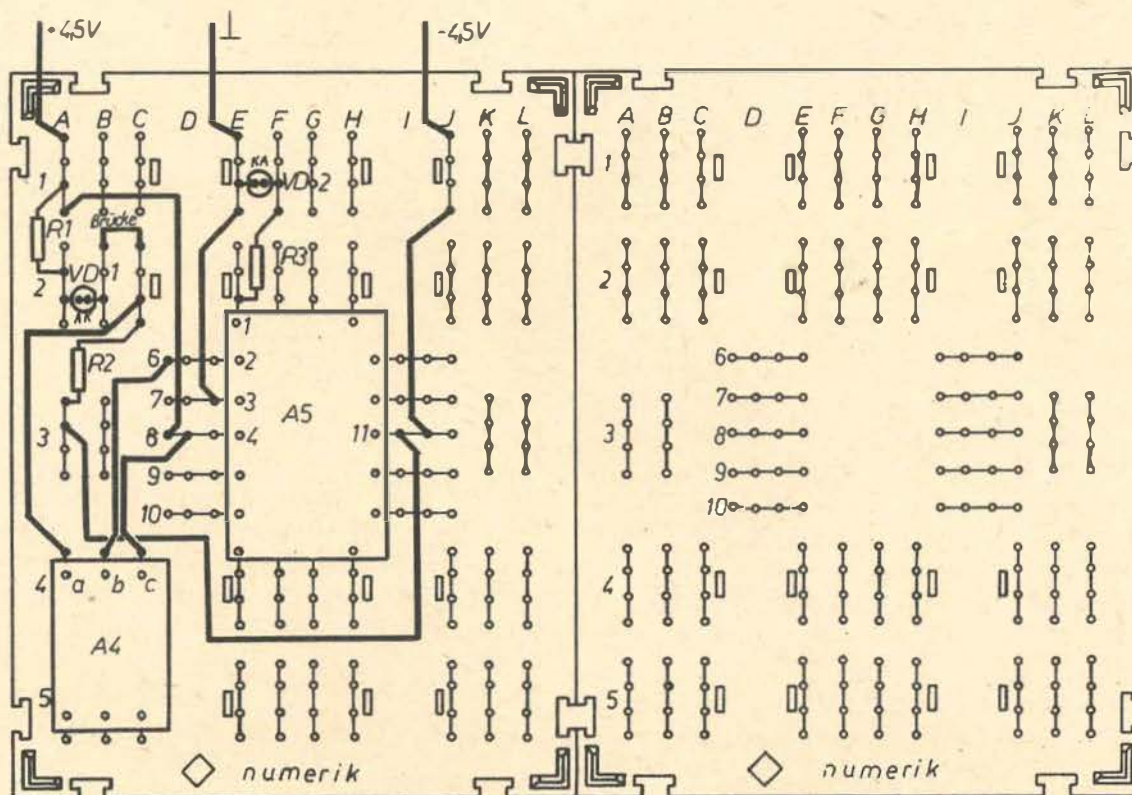 +4,5V ⊥ -4,5V
A B C D E F G H I J K L
A B C D E F G H I J K L
KA
VD 2
1
1
Brücke
R1
R3
2 VD 1
2
AK
R2
1
6 2
6
7 3
7
A5
3 8 4 11
3 8
9
9
10
10
4 a b c
4
A4
5
5
numerik
numerik